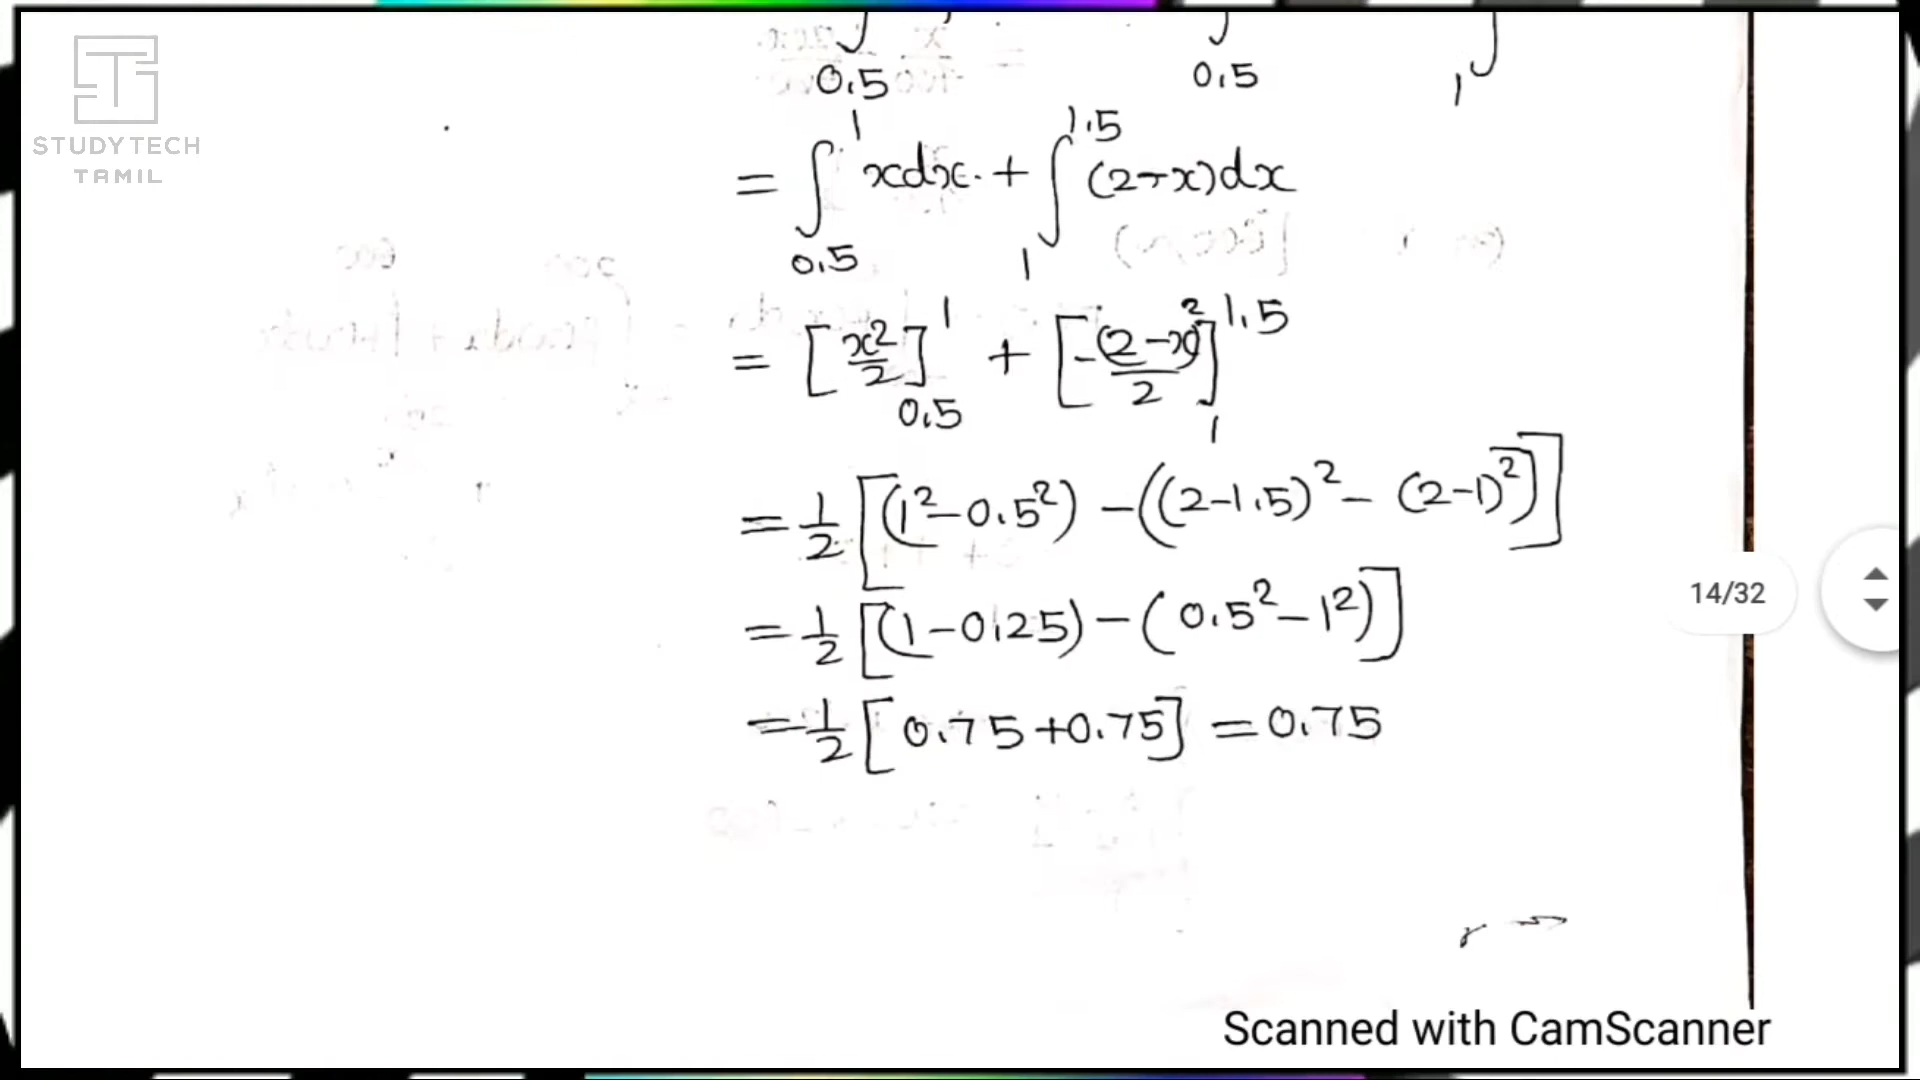 STUDYTECH
TAMIL
∫0.5 ∫0.5 ∫1
= ∫0.5^1 xdx. + ∫1^1.5 (2-x)dx
= [x²/2]0.5^1 + [-(2-x)²/2]1^1.5
= 1/2 [(1²-0.5²) - ((2-1.5)² - (2-1)²)]
= 1/2 [(1-0.25) - (0.5² - 1²)]
= 1/2 [0.75+0.75] = 0.75
14/32
Scanned with CamScanner